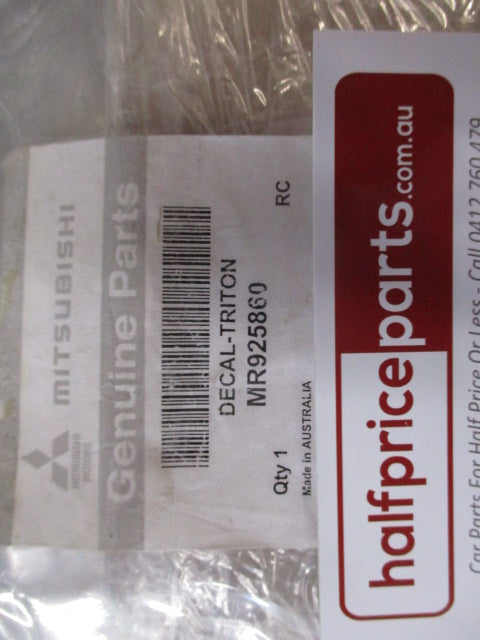 MITSUBISHI
MITSUBISHI
MOTORS
Genuine Parts
DECAL-TRITON
MR925860
Qty 1
RC
Made in AUSTRALIA
halfpriceparts.com.au
Car Parts For Half Price Or Less - Call 0412 760 479